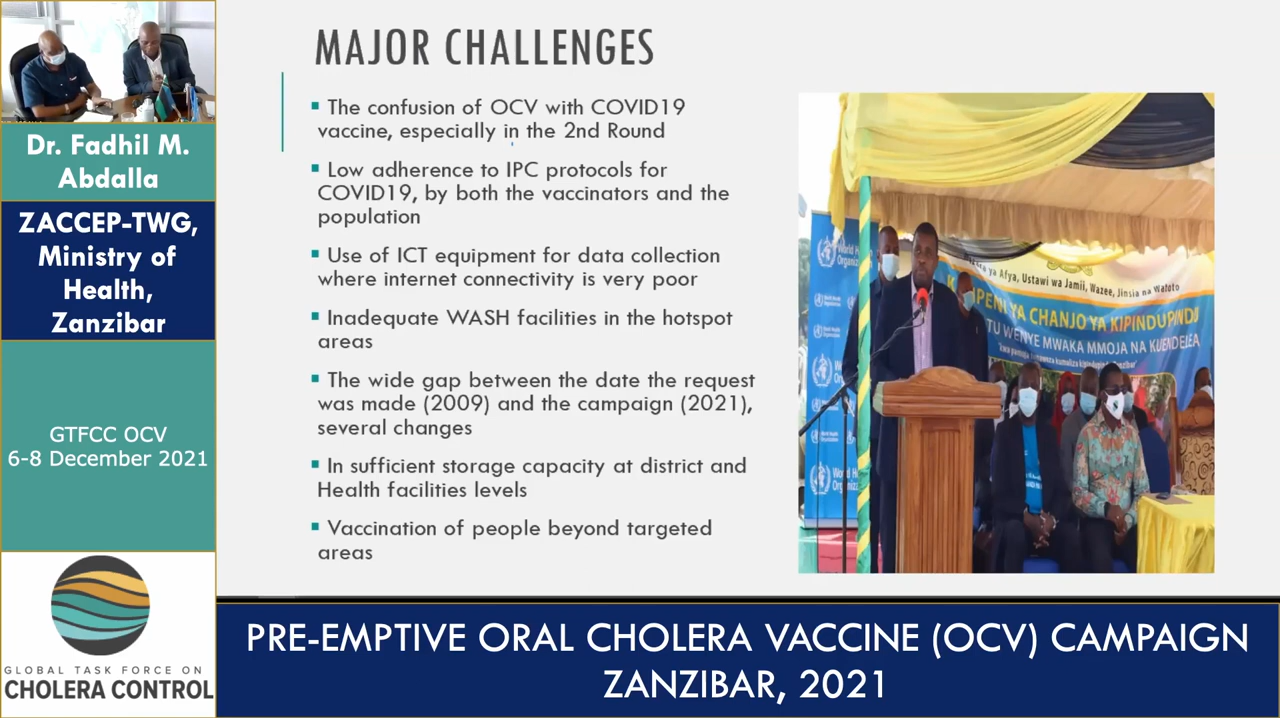 Dr. Fadhil M.
Abdalla
ZACCEP-TWG,
Ministry of
Health,
Zanzibar
GTFCC OCV
6-8 December 2021
GLOBAL TASK FORCE ON
CHOLERA CONTROL
MAJOR CHALLENGES
▪ The confusion of OCV with COVID19
vaccine, especially in the 2nd Round
▪ Low adherence to IPC protocols for
COVID19, by both the vaccinators and the
population
▪ Use of ICT equipment for data collection
where internet connectivity is very poor
▪ Inadequate WASH facilities in the hotspot
areas
▪ The wide gap between the date the request
was made (2009) and the campaign (2021),
several changes
▪ In sufficient storage capacity at district and
Health facilities levels
▪ Vaccination of people beyond targeted
areas
World He
Organiza
ya Afya, Ustawi wa Jamii, Wazee, Jinsia na Watoto
YA CHANJO YA KIPINDUPINDU
WENYE MWAKA MMOJA NA KUENDELEA
PRE-EMPTIVE ORAL CHOLERA VACCINE (OCV) CAMPAIGN
ZANZIBAR, 2021